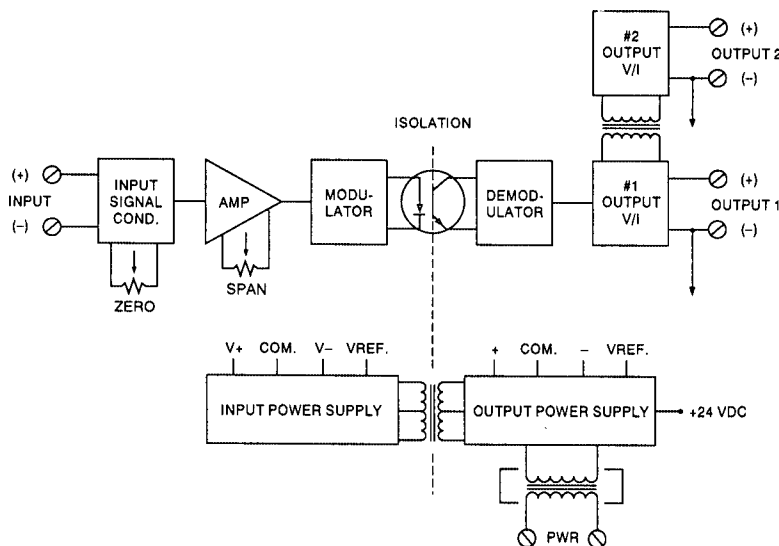 #2
OUTPUT
V/I
(+)
OUTPUT 2
(−)
ISOLATION
(+)
INPUT
(−)
INPUT
SIGNAL
COND.
ZERO
AMP
SPAN
MODU-
LATOR
DEMOD-
ULATOR
#1
OUTPUT
V/I
(+)
OUTPUT 1
(−)
V+ COM. V− VREF.
INPUT POWER SUPPLY
+ COM. − VREF.
OUTPUT POWER SUPPLY
+24 VDC
PWR